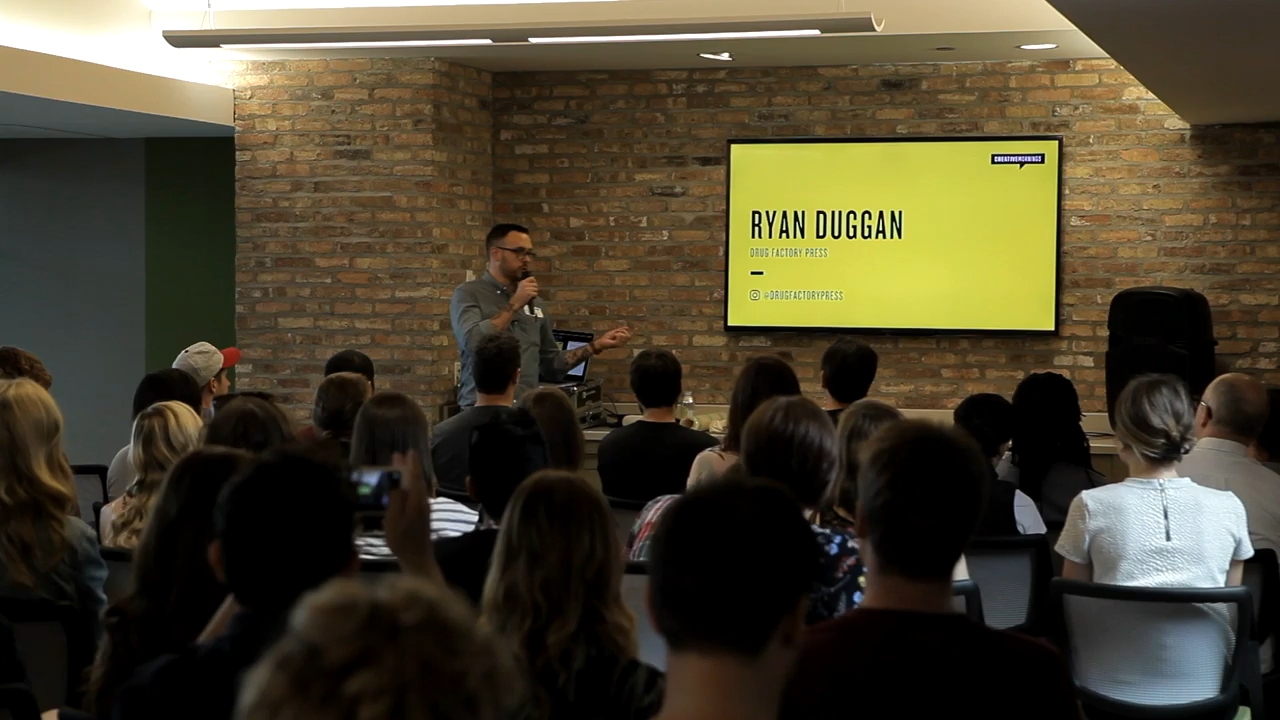 CREATIVEMORNINGS
RYAN DUGGAN
DRUG FACTORY PRESS
@DRUGFACTORYPRESS